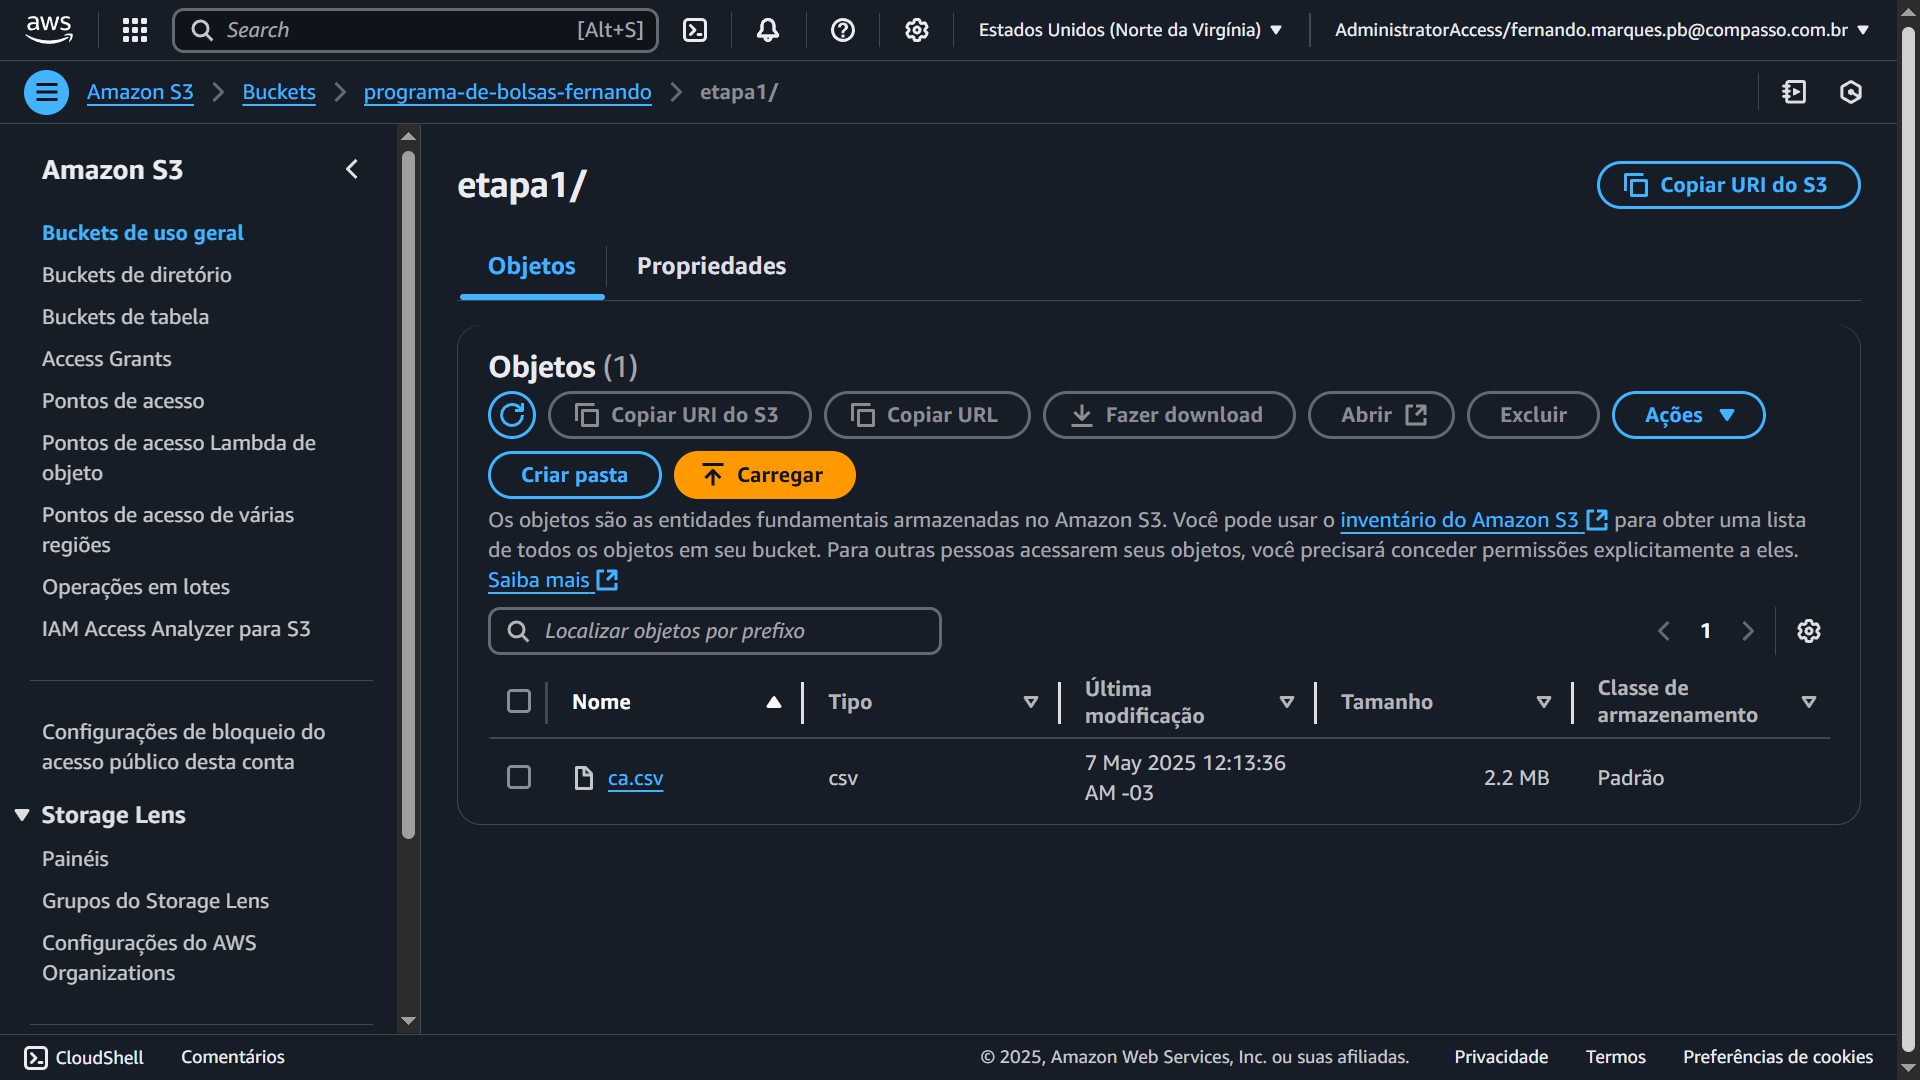 aws
Search [Alt+S]
Estados Unidos (Norte da Virgínia)
AdministratorAccess/fernando.marques.pb@compasso.com.br
Amazon S3
Buckets
programa-de-bolsas-fernando
etapa1/
Amazon S3
Buckets de uso geral
Buckets de diretório
Buckets de tabela
Access Grants
Pontos de acesso
Pontos de acesso Lambda de
objeto
Pontos de acesso de várias
regiões
Operações em lotes
IAM Access Analyzer para S3
Configurações de bloqueio do
acesso público desta conta
Storage Lens
Painéis
Grupos do Storage Lens
Configurações do AWS
Organizations
etapa1/
Copiar URI do S3
Objetos
Propriedades
Objetos (1)
Copiar URI do S3
Copiar URL
Fazer download
Abrir
Excluir
Ações
Criar pasta
Carregar
Os objetos são as entidades fundamentais armazenadas no Amazon S3. Você pode usar o inventário do Amazon S3 para obter uma lista
de todos os objetos em seu bucket. Para outras pessoas acessarem seus objetos, você precisará conceder permissões explicitamente a eles.
Saiba mais
Localizar objetos por prefixo
1
Nome
Tipo
Última
modificação
Tamanho
Classe de
armazenamento
ca.csv
csv
7 May 2025 12:13:36
AM -03
2.2 MB
Padrão
CloudShell
Comentários
© 2025, Amazon Web Services, Inc. ou suas afiliadas.
Privacidade
Termos
Preferências de cookies